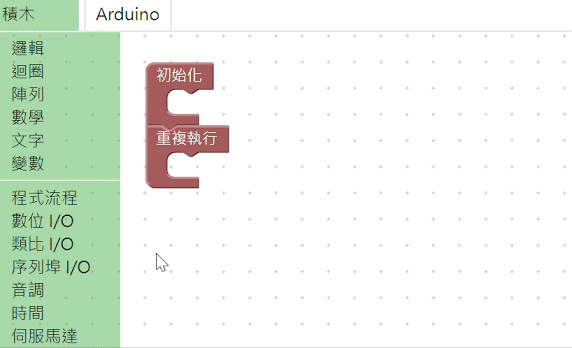 積木 Arduino
邏輯
迴圈
陣列
數學
文字
變數
程式流程
數位 I/O
類比 I/O
序列埠 I/O
音調
時間
伺服馬達
初始化
重複執行